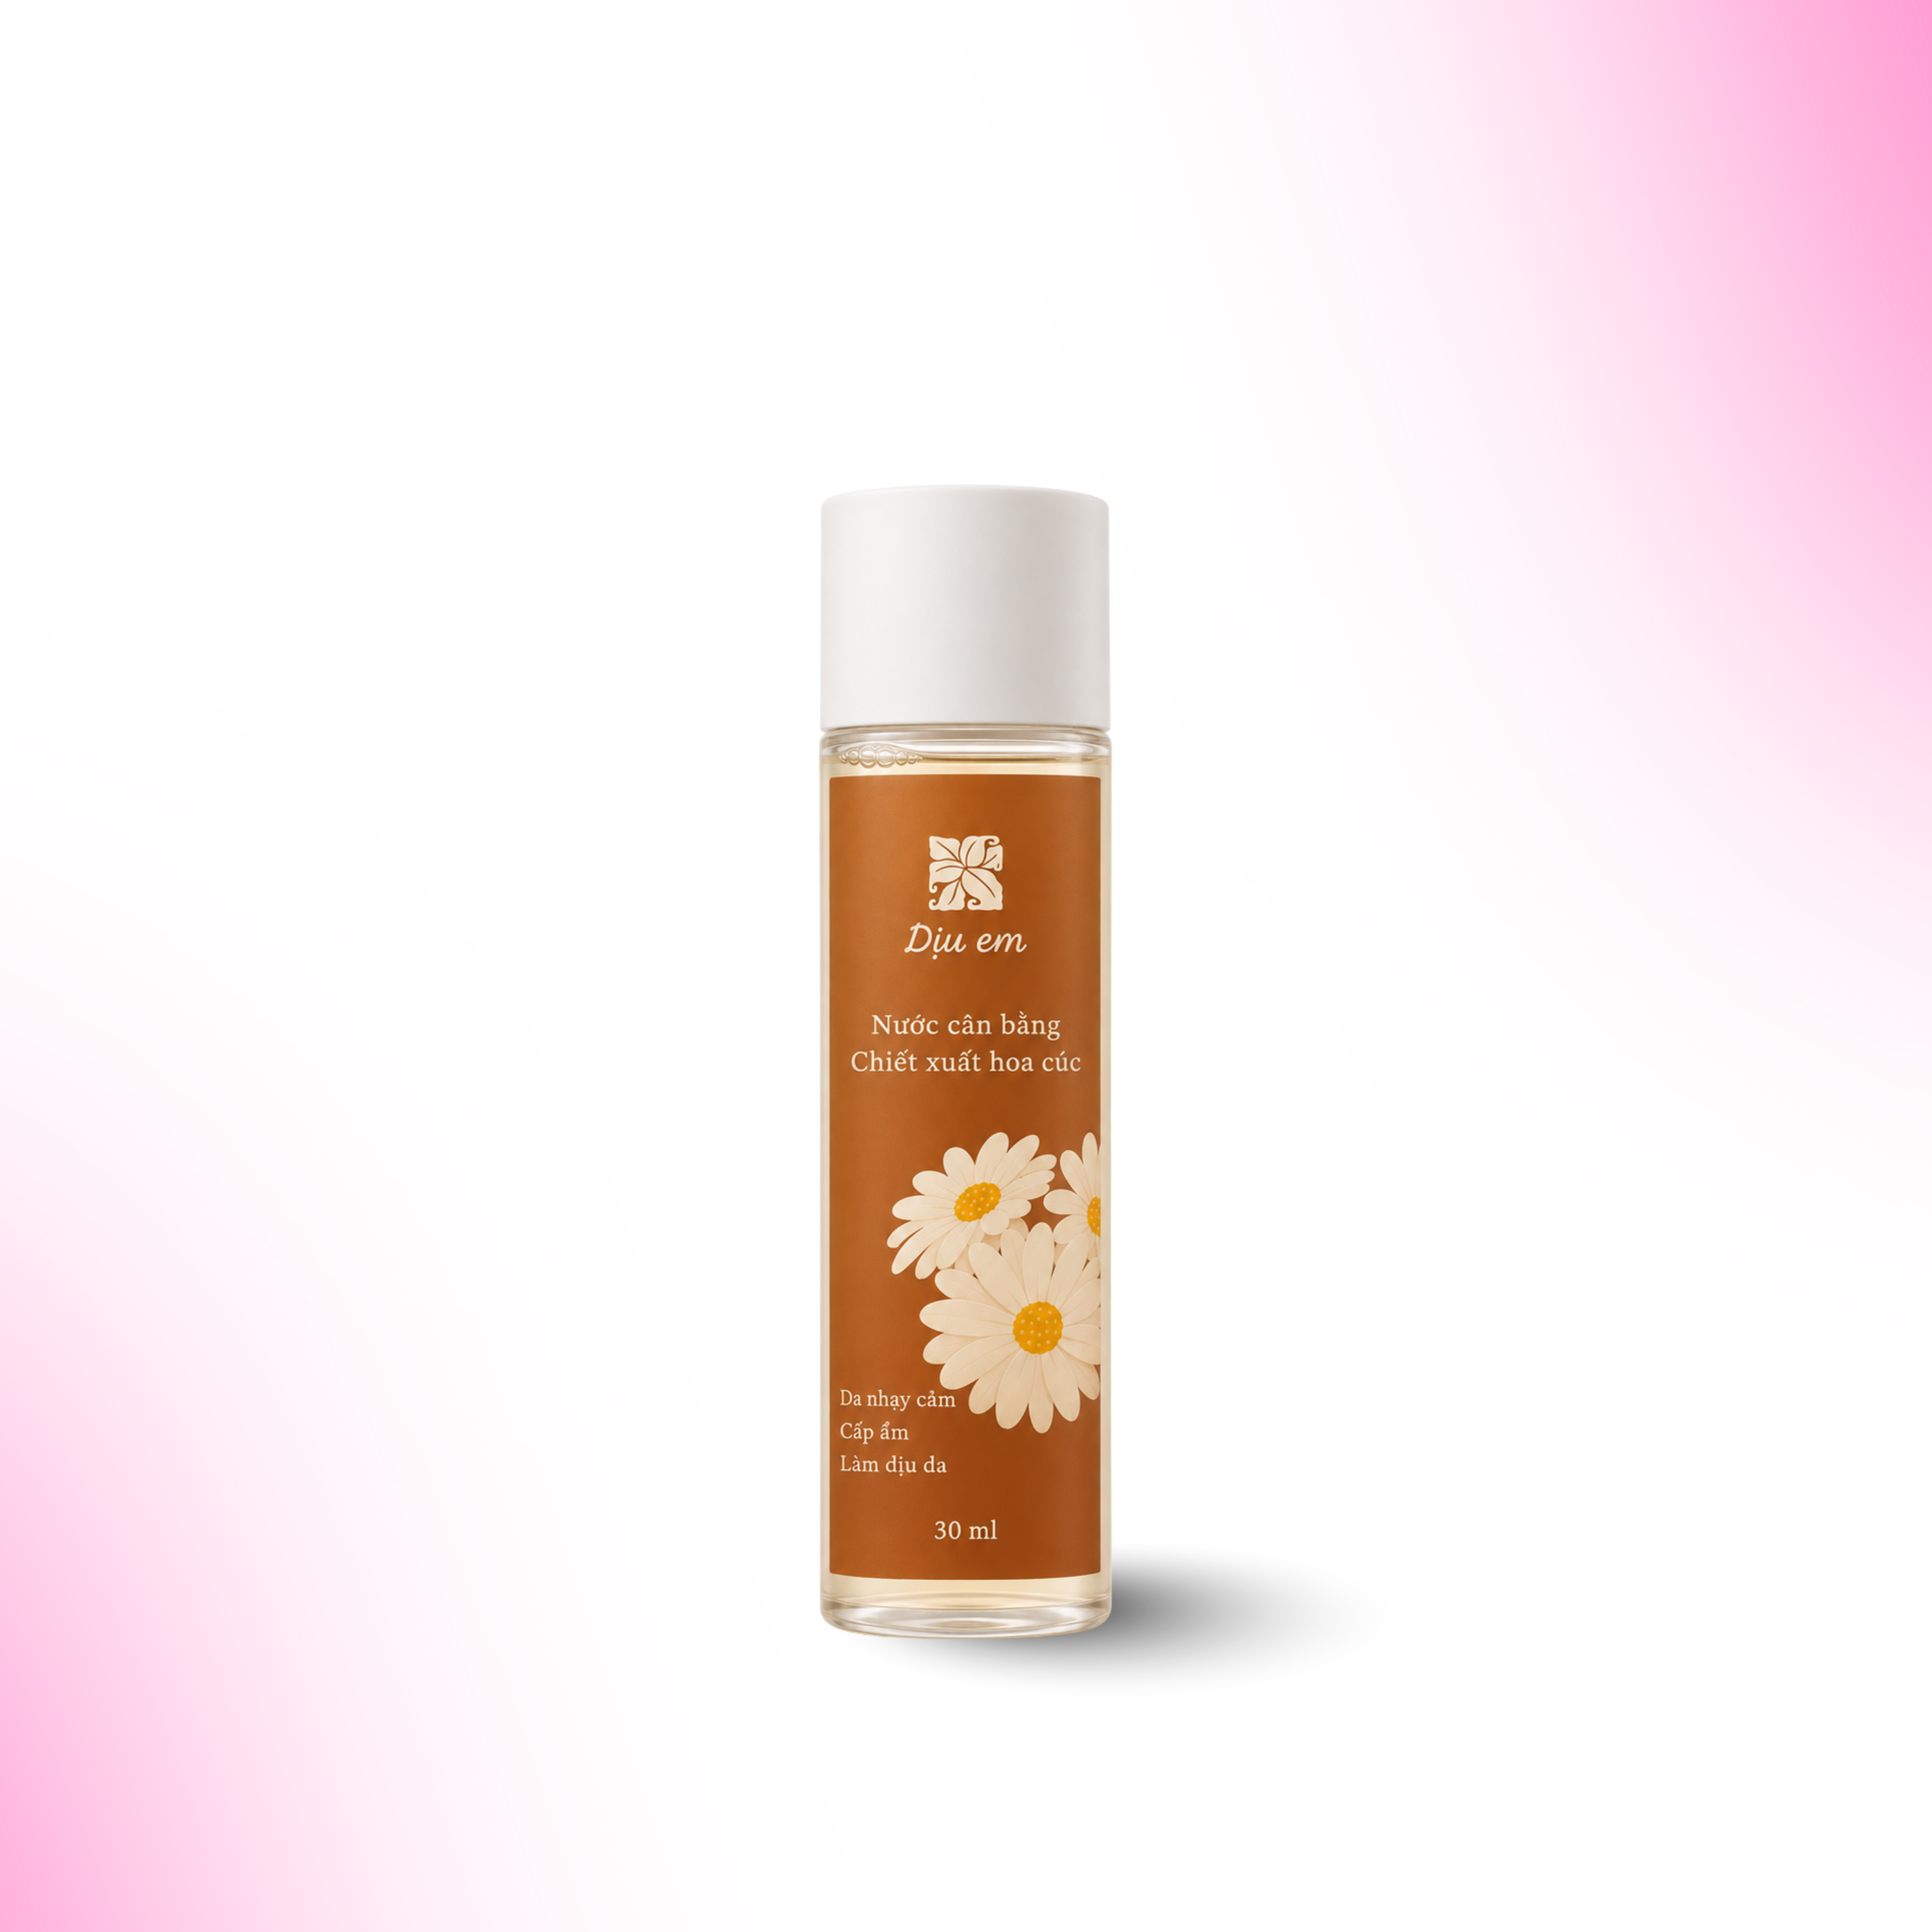 Dịu em
Nước cân bằng
Chiết xuất hoa cúc
Da nhạy cảm
Cấp ẩm
Làm dịu da
30 ml